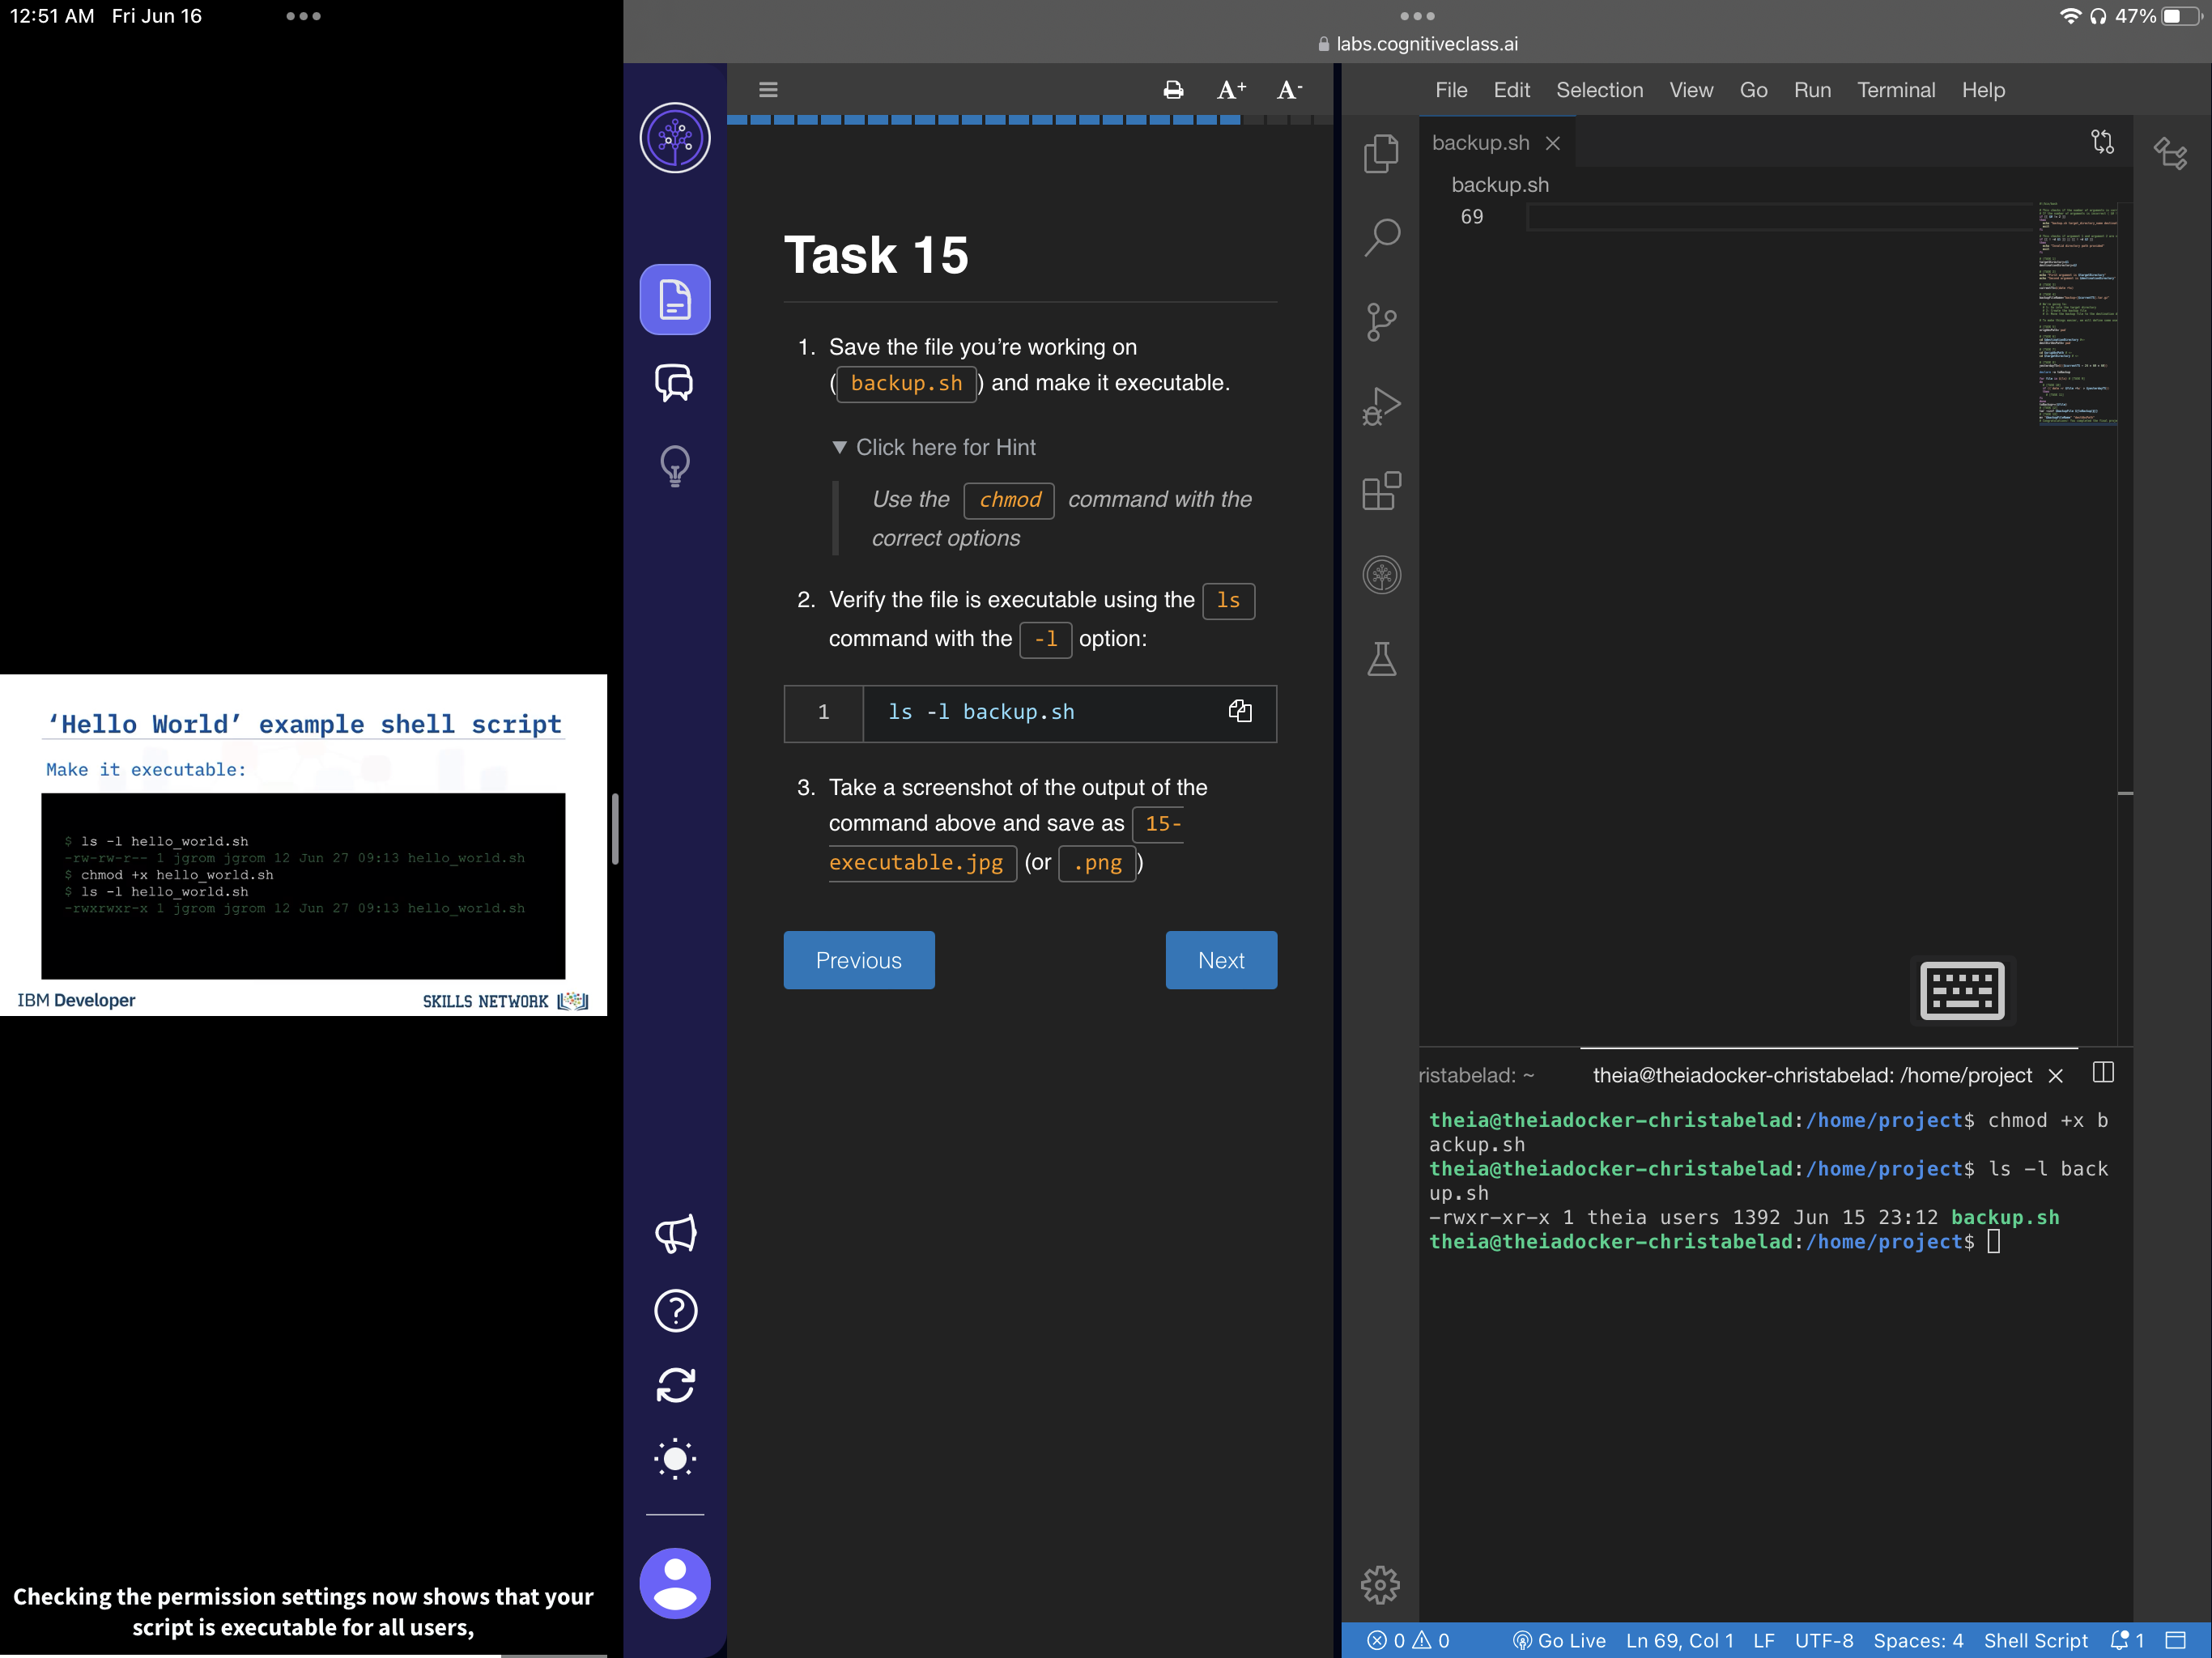 12:51 AM Fri Jun 16
47%
labs.cognitiveclass.ai
‘Hello World’ example shell script
Make it executable:
$ ls -l hello_world.sh
-rw-rw-r-- 1 jgrom jgrom 12 Jun 27 09:13 hello_world.sh
$ chmod +x hello_world.sh
$ ls -l hello_world.sh
-rwxrwxr-x 1 jgrom jgrom 12 Jun 27 09:13 hello_world.sh
IBM Developer
SKILLS NETWORK
Checking the permission settings now shows that your
script is executable for all users,
A+ A-
Task 15
1. Save the file you’re working on
(backup.sh) and make it executable.
▼ Click here for Hint
Use the chmod command with the
correct options
2. Verify the file is executable using the ls
command with the -l option:
1 ls -l backup.sh
3. Take a screenshot of the output of the
command above and save as 15-
executable.jpg (or .png)
Previous
Next
File Edit Selection View Go Run Terminal Help
backup.sh
backup.sh
69
ristabelad: ~
theia@theiadocker-christabelad: /home/project
theia@theiadocker-christabelad:/home/project$ chmod +x b
ackup.sh
theia@theiadocker-christabelad:/home/project$ ls -l back
up.sh
-rwxr-xr-x 1 theia users 1392 Jun 15 23:12 backup.sh
theia@theiadocker-christabelad:/home/project$
0 0 Go Live Ln 69, Col 1 LF UTF-8 Spaces: 4 Shell Script 1